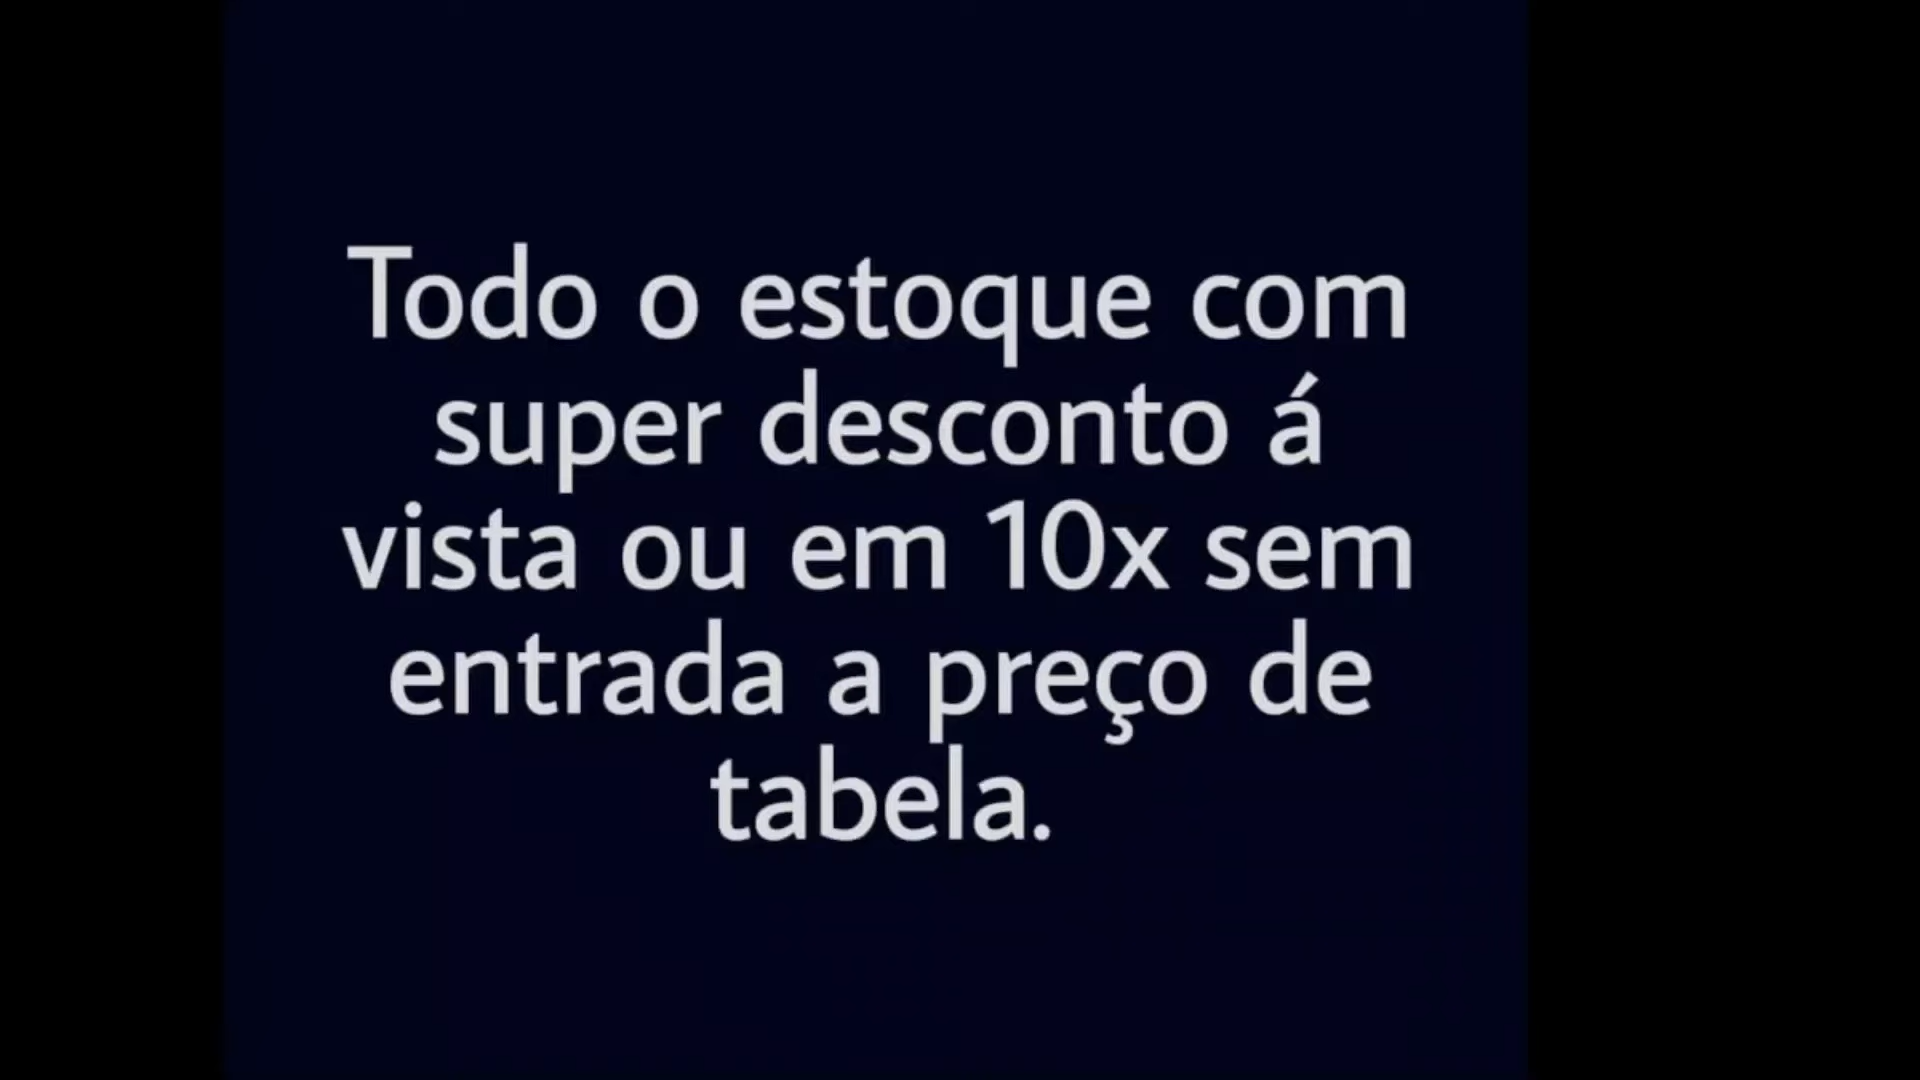 Todo o estoque com
super desconto á
vista ou em 10x sem
entrada a preço de
tabela.